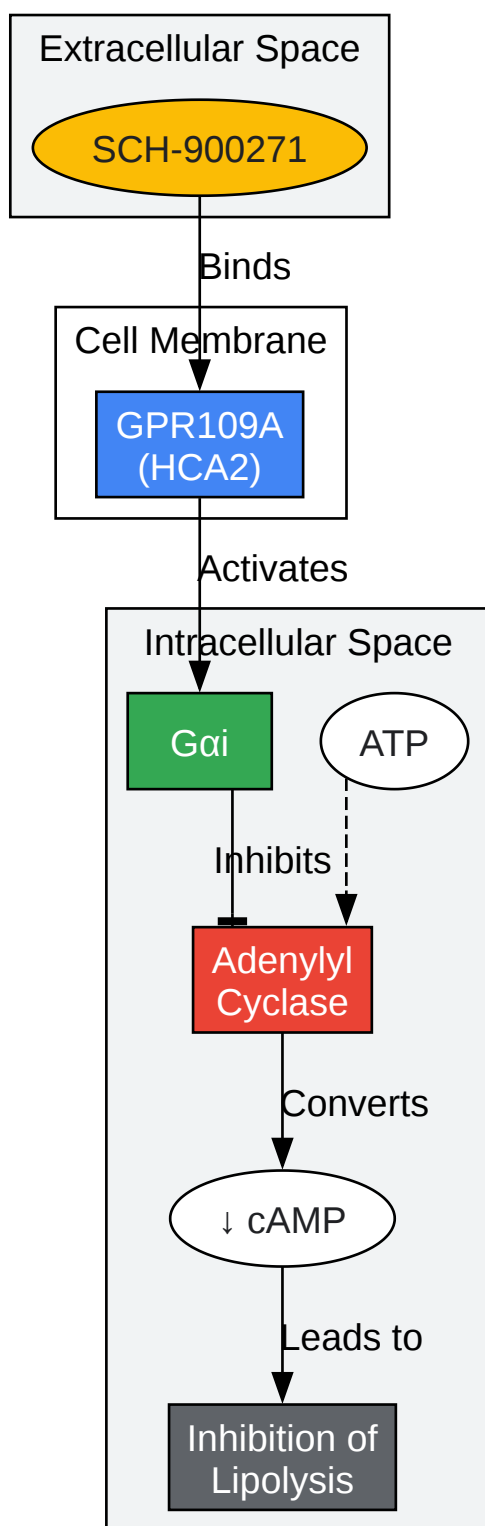 Extracellular Space
SCH-900271
Binds
Cell Membrane
GPR109A
(HCA2)
Activates
Intracellular Space
Gαi
ATP
Inhibits
Adenylyl
Cyclase
Converts
↓ cAMP
Leads to
Inhibition of
Lipolysis